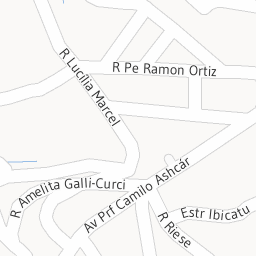 R Lucília Marcel
R Pe Ramon Ortiz
R Amelita Galli-Curci
Av Prf Camilo Ashcár
Estr Ibicatu
R Riese